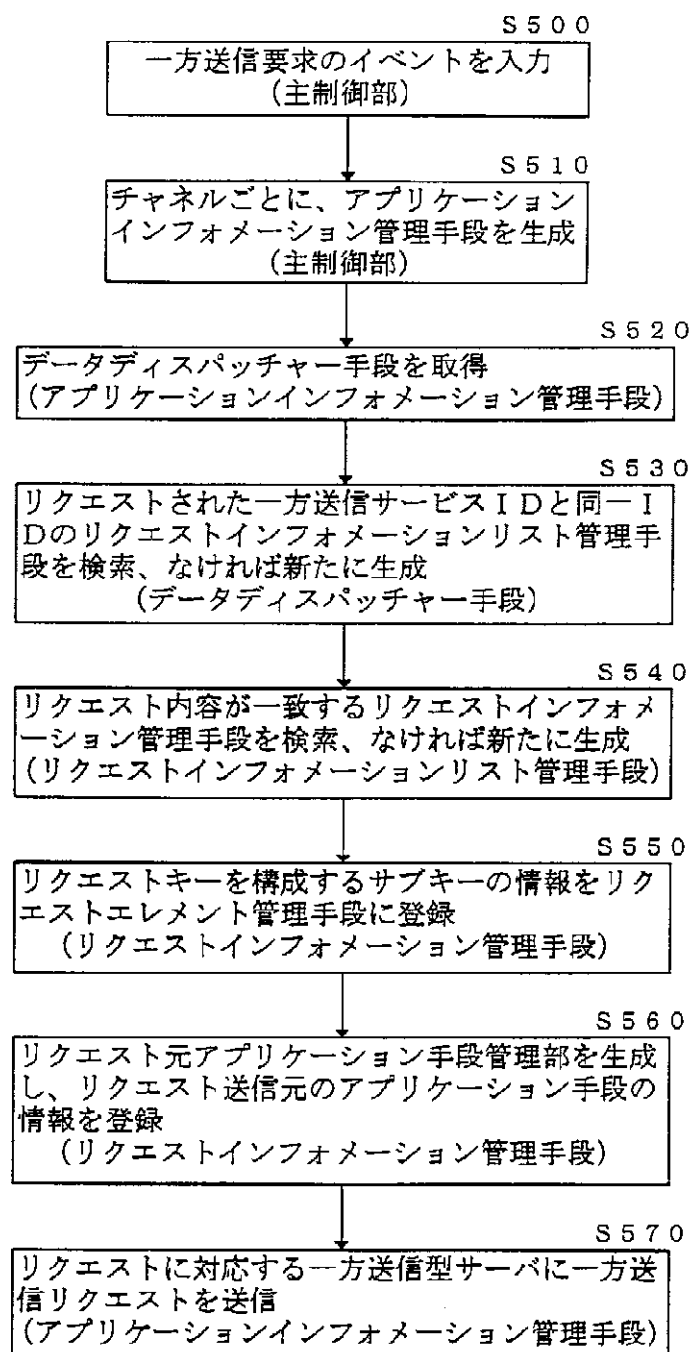 S500
一方送信要求のイベントを入力
(主制御部)
S510
チャネルごとに、アプリケーション
インフォメーション管理手段を生成
(主制御部)
S520
データディスパッチャー手段を取得
(アプリケーションインフォメーション管理手段)
S530
リクエストされた一方送信サービスIDと同一I
Dのリクエストインフォメーションリスト管理手
段を検索、なければ新たに生成
(データディスパッチャー手段)
S540
リクエスト内容が一致するリクエストインフォメ
ーション管理手段を検索、なければ新たに生成
(リクエストインフォメーションリスト管理手段)
S550
リクエストキーを構成するサブキーの情報をリク
エストエレメント管理手段に登録
(リクエストインフォメーション管理手段)
S560
リクエスト元アプリケーション手段管理部を生成
し、リクエスト送信元のアプリケーション手段の
情報を登録
(リクエストインフォメーション管理手段)
S570
リクエストに対応する一方送信型サーバに一方送
信リクエストを送信
(アプリケーションインフォメーション管理手段)